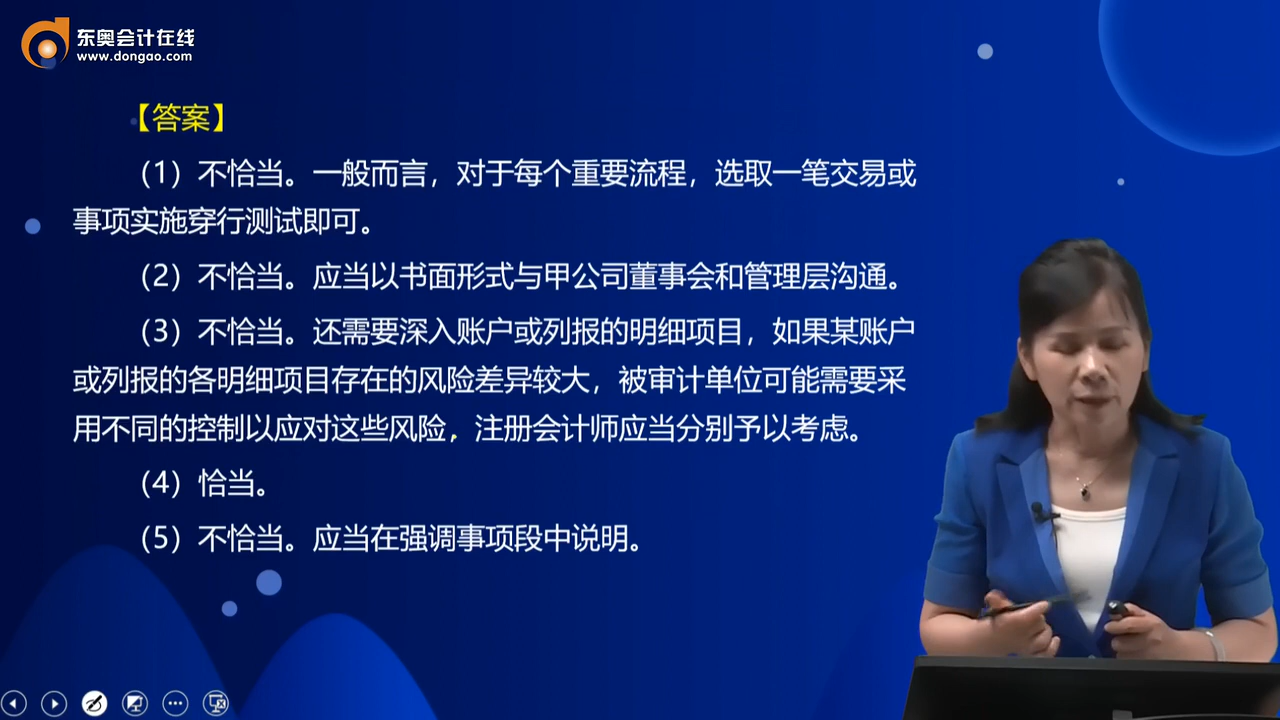 东奥会计在线
www.dongao.com
【答案】
（1）不恰当。一般而言，对于每个重要流程，选取一笔交易或
事项实施穿行测试即可。
（2）不恰当。应当以书面形式与甲公司董事会和管理层沟通。
（3）不恰当。还需要深入账户或列报的明细项目，如果某账户
或列报的各明细项目存在的风险差异较大，被审计单位可能需要采
用不同的控制以应对这些风险，注册会计师应当分别予以考虑。
（4）恰当。
（5）不恰当。应当在强调事项段中说明。